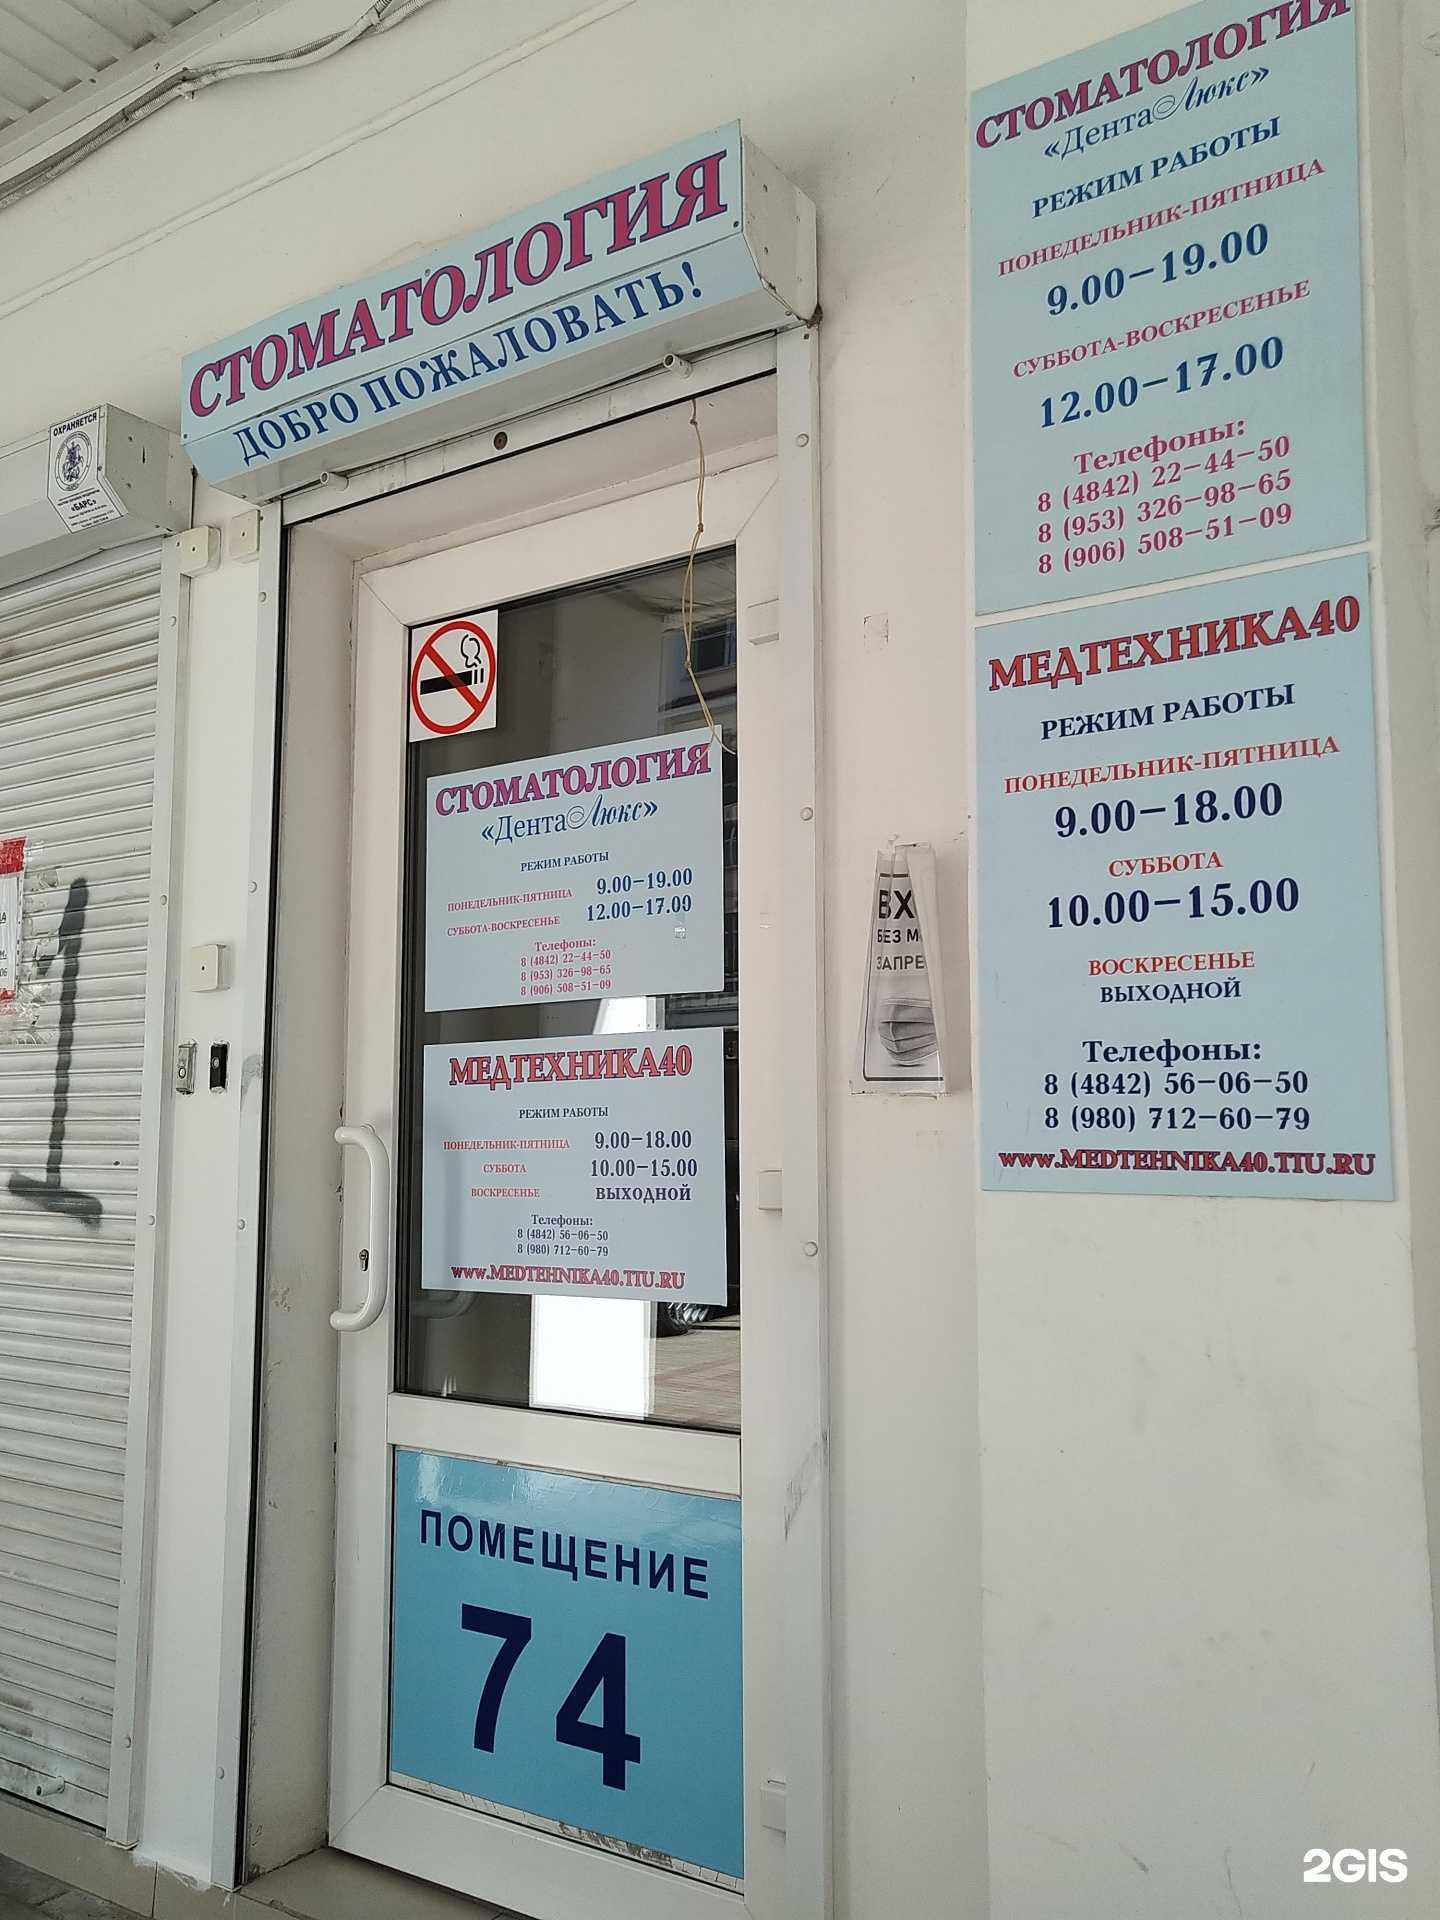 СТОМАТОЛОГИЯ
ДОБРО ПОЖАЛОВАТЬ!
ОХРАНЯЕТСЯ
«БАРС»
СТОМАТОЛОГИЯ
«ДентаЛюкс»
РЕЖИМ РАБОТЫ
ПОНЕДЕЛЬНИК-ПЯТНИЦА
9.00-19.00
СУББОТА-ВОСКРЕСЕНЬЕ
12.00-17.00
Телефоны:
8 (4842) 22-44-50
8 (953) 326-98-65
8 (906) 508-51-09
МЕДТЕХНИКА40
РЕЖИМ РАБОТЫ
ПОНЕДЕЛЬНИК-ПЯТНИЦА
9.00-18.00
СУББОТА
10.00-15.00
ВОСКРЕСЕНЬЕ
ВЫХОДНОЙ
Телефоны:
8 (4842) 56-06-50
8 (980) 712-60-79
www.MEDTEHNIKA40.TIU.RU
СТОМАТОЛОГИЯ
«ДентаЛюкс»
РЕЖИМ РАБОТЫ
ПОНЕДЕЛЬНИК-ПЯТНИЦА 9.00-19.00
СУББОТА-ВОСКРЕСЕНЬЕ 12.00-17.00
Телефоны:
8 (4842) 22-44-50
8 (953) 326-98-65
8 (906) 508-51-09
МЕДТЕХНИКА40
РЕЖИМ РАБОТЫ
ПОНЕДЕЛЬНИК-ПЯТНИЦА 9.00-18.00
СУББОТА 10.00-15.00
ВОСКРЕСЕНЬЕ ВЫХОДНОЙ
Телефоны:
8 (4842) 56-06-50
8 (980) 712-60-79
www.MEDTEHNIKA40.TIU.RU
ВХ
БЕЗ М
ЗАПРЕ
ПОМЕЩЕНИЕ
74
2GIS